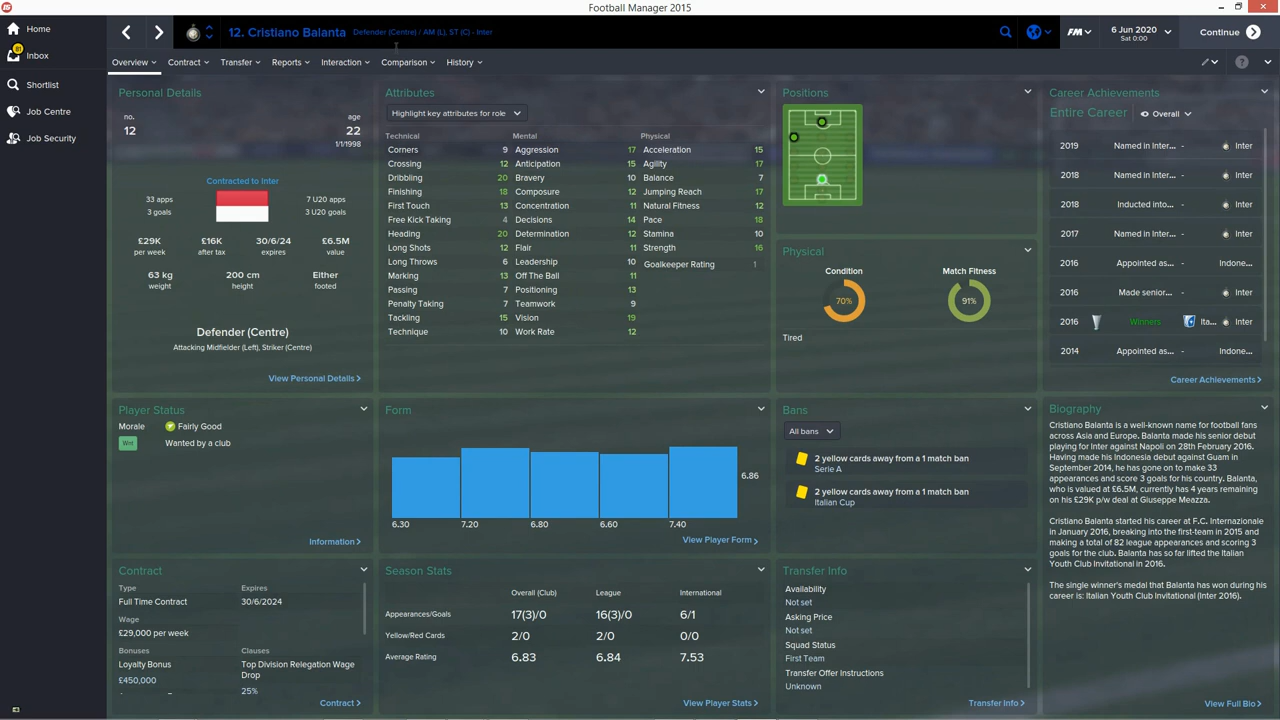 Football Manager 2015
Home
Inbox
81
Shortlist
Job Centre
Job Security
12. Cristiano Balanta
Defender (Centre) / AM (L), ST (C) - Inter
FM
6 Jun 2020
Sat 0:00
Continue
Overview
Contract
Transfer
Reports
Interaction
Comparison
History
Personal Details
no.
12
age
22
1/1/1998
Contracted to Inter
33 apps
3 goals
7 U20 apps
3 U20 goals
£29K
per week
£16K
after tax
30/6/24
expires
£6.5M
value
63 kg
weight
200 cm
height
Either
footed
Defender (Centre)
Attacking Midfielder (Left), Striker (Centre)
View Personal Details
Attributes
Highlight key attributes for role
Technical Mental Physical
Corners 9 Aggression 17 Acceleration 15
Crossing 12 Anticipation 15 Agility 17
Dribbling 20 Bravery 10 Balance 7
Finishing 18 Composure 12 Jumping Reach 17
First Touch 13 Concentration 11 Natural Fitness 12
Free Kick Taking 4 Decisions 14 Pace 18
Heading 20 Determination 12 Stamina 10
Long Shots 12 Flair 11 Strength 16
Long Throws 6 Leadership 10 Goalkeeper Rating 1
Marking 13 Off The Ball 11
Passing 7 Positioning 13
Penalty Taking 7 Teamwork 9
Tackling 15 Vision 19
Technique 10 Work Rate 12
Positions
Physical
Condition
70%
Match Fitness
91%
Tired
Career Achievements
Entire Career
Overall
2019 Named in Inter... - Inter
2018 Named in Inter... - Inter
2018 Inducted into... - Inter
2017 Named in Inter... - Inter
2016 Appointed as... - Indone...
2016 Made senior... - Inter
2016 Winners Ita... Inter
2014 Appointed as... - Indone...
Career Achievements
Player Status
Morale Fairly Good
Wnt Wanted by a club
Information
Form
6.30 7.20 6.80 6.60 7.40
6.86
View Player Form
Bans
All bans
2 yellow cards away from a 1 match ban
Serie A
2 yellow cards away from a 1 match ban
Italian Cup
Biography
Cristiano Balanta is a well-known name for football fans
across Asia and Europe. Balanta made his senior debut
playing for Inter against Napoli on 28th February 2016.
Having made his Indonesia debut against Guam in
September 2014, he has gone on to make 33
appearances and score 3 goals for his country. Balanta,
who is valued at £6.5M, currently has 4 years remaining
on his £29K p/w deal at Giuseppe Meazza.
Cristiano Balanta started his career at F.C. Internazionale
in January 2016, breaking into the first-team in 2015 and
making a total of 82 league appearances and scoring 3
goals for the club. Balanta has so far lifted the Italian
Youth Club Invitational in 2016.
The single winner's medal that Balanta has won during his
career is: Italian Youth Club Invitational (Inter 2016).
View Full Bio
Contract
Type
Full Time Contract
Expires
30/6/2024
Wage
£29,000 per week
Bonuses
Loyalty Bonus
£450,000
Clauses
Top Division Relegation Wage
Drop
25%
Contract
Season Stats
Overall (Club) League International
Appearances/Goals 17(3)/0 16(3)/0 6/1
Yellow/Red Cards 2/0 2/0 0/0
Average Rating 6.83 6.84 7.53
View Player Stats
Transfer Info
Availability
Not set
Asking Price
Not set
Squad Status
First Team
Transfer Offer Instructions
Unknown
Transfer Info